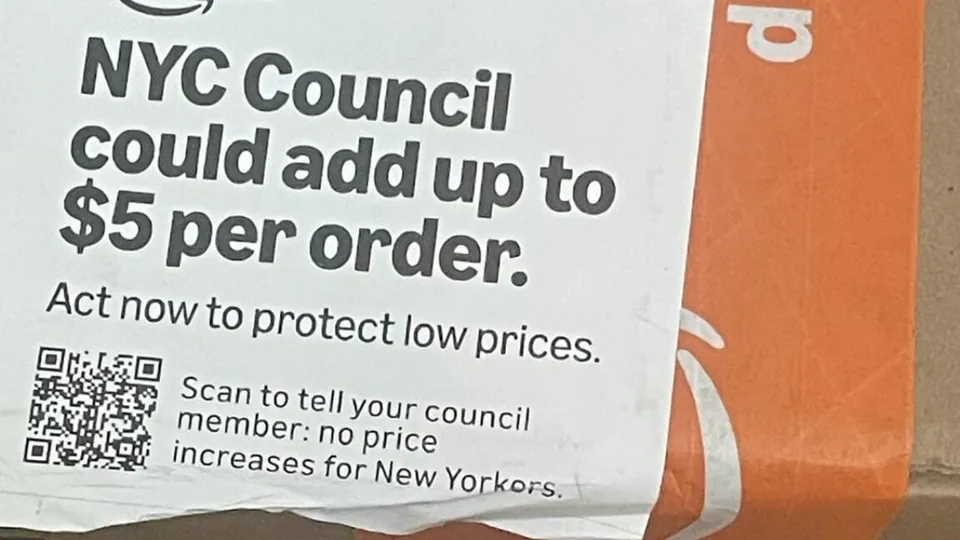 NYC Council
could add up to
$5 per order.
Act now to protect low prices.
Scan to tell your council
member: no price
increases for New Yorkers.
d